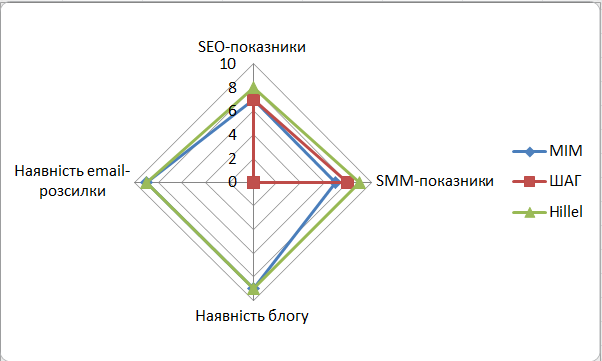 SEO-показники
10
8
6
4
2
0
Наявність email-
розсилки
SMM-показники
Наявність блогу
МІМ
ШАГ
Hillel